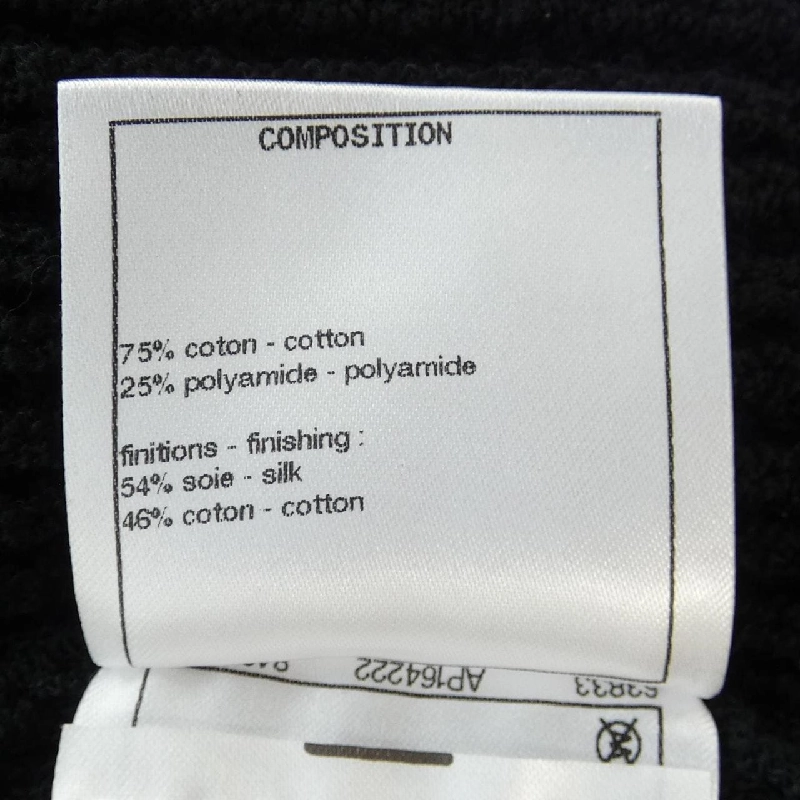 COMPOSITION
75% coton - cotton
25% polyamide - polyamide
finitions - finishing :
54% soie - silk
46% coton - cotton
AP164222